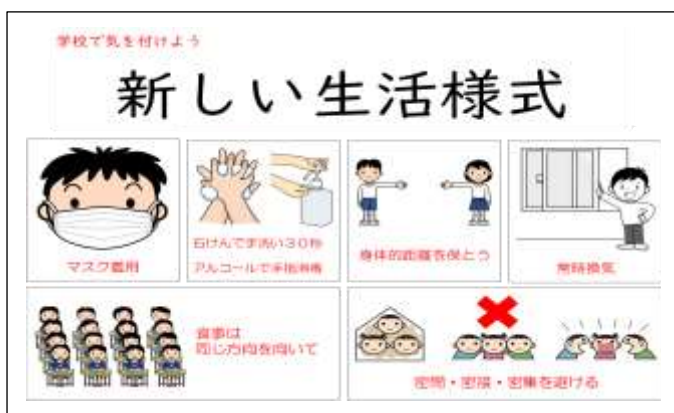 学校で気を付けよう
新しい生活様式
マスク着用
石けんで手洗い30秒
アルコールで手指消毒
身体的距離を保とう
常時換気
食事は
同じ方向を向いて
密閉・密接・密集を避ける